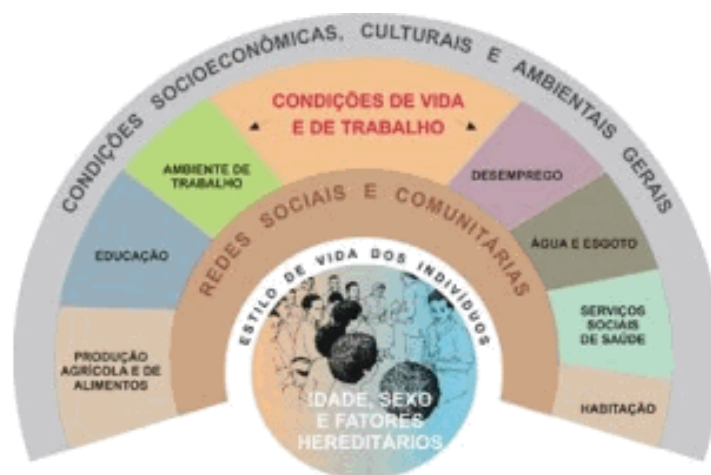 CONDIÇÕES SOCIOECONÔMICAS, CULTURAIS E AMBIENTAIS GERAIS
CONDIÇÕES DE VIDA
E DE TRABALHO
AMBIENTE DE
TRABALHO
DESEMPREGO
REDES SOCIAIS E COMUNITÁRIAS
EDUCAÇÃO
ÁGUA E ESGOTO
ESTILO DE VIDA DOS INDIVÍDUOS
SERVIÇOS
SOCIAIS
DE SAÚDE
PRODUÇÃO
AGRÍCOLA E DE
ALIMENTOS
HABITAÇÃO
IDADE, SEXO
E FATORES
HEREDITÁRIOS